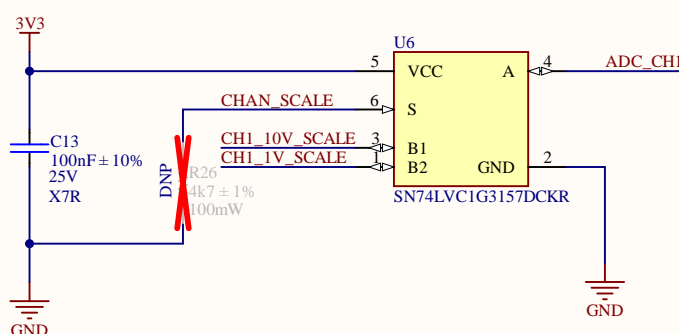 3V3
C13
100nF ± 10%
25V
X7R
GND
DNP
R26
4k7 ± 1%
100mW
CHAN_SCALE
CH1_10V_SCALE
CH1_1V_SCALE
U6
5
VCC
A
4
ADC_CH1
6
S
3
B1
1
B2
GND
2
SN74LVC1G3157DCKR
GND